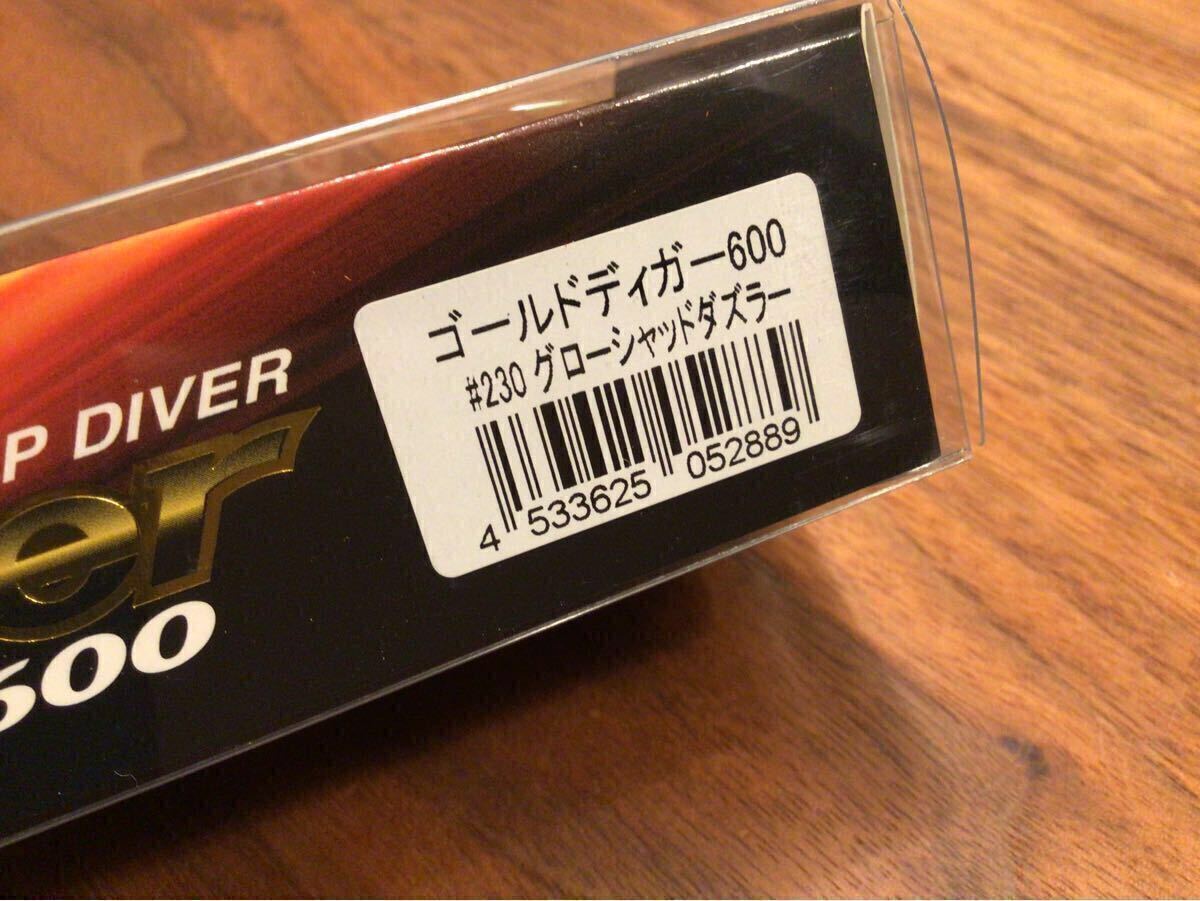 P DIVER
er
600
ゴールドディガー600
#230 グローシャッドダズラー
4 533625 052889